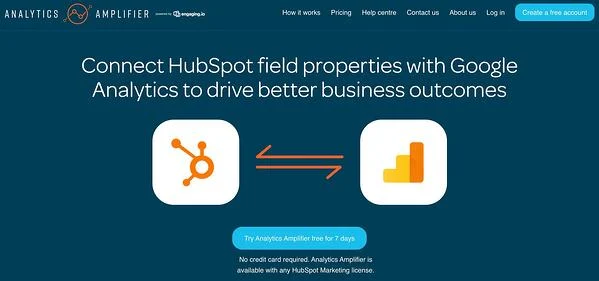 ANALYTICS AMPLIFIER powered by engaging.io How it works Pricing Help centre Contact us About us Log in Create a free account
Connect HubSpot field properties with Google
Analytics to drive better business outcomes
Try Analytics Amplifier free for 7 days
No credit card required. Analytics Amplifier is
available with any HubSpot Marketing license.